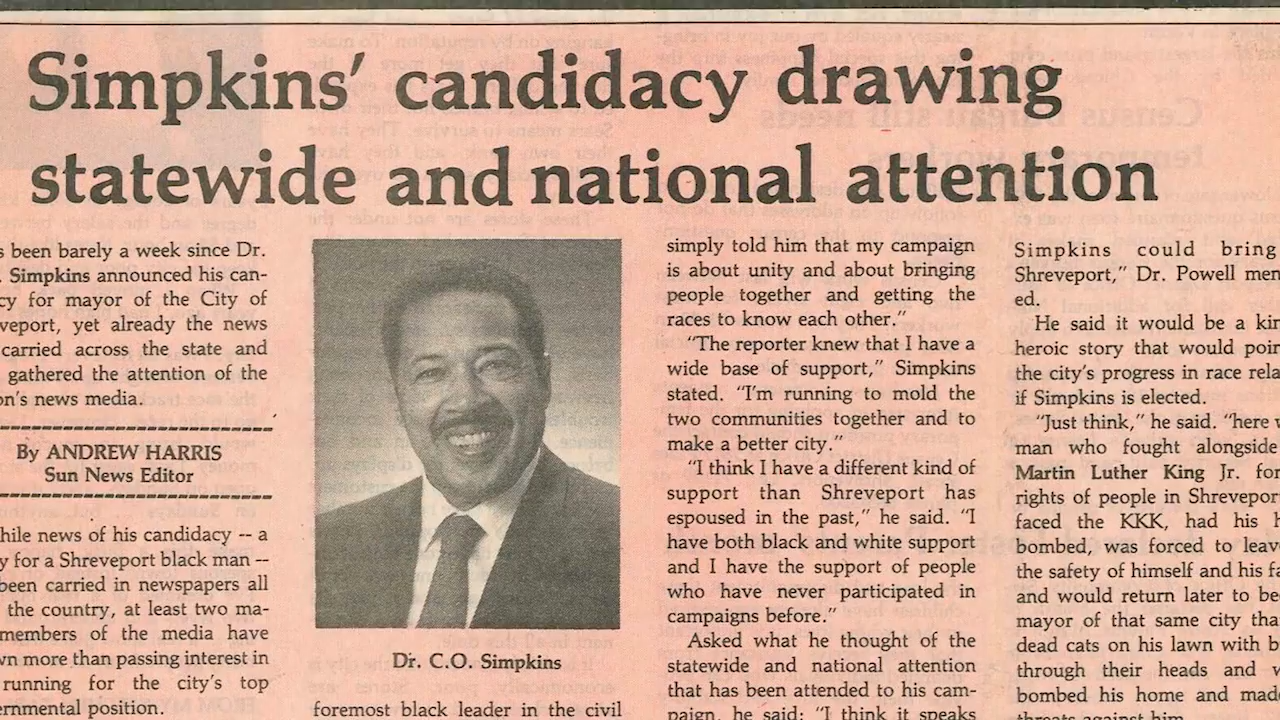 Simpkins' candidacy drawing
statewide and national attention
s been barely a week since Dr.
. Simpkins announced his can-
cy for mayor of the City of
veport, yet already the news
carried across the state and
gathered the attention of the
on's news media.
By ANDREW HARRIS
Sun News Editor
hile news of his candidacy -- a
y for a Shreveport black man --
been carried in newspapers all
the country, at least two ma-
members of the media have
wn more than passing interest in
running for the city's top
ernmental position.
Dr. C.O. Simpkins
foremost black leader in the civil
simply told him that my campaign
is about unity and about bringing
people together and getting the
races to know each other."
"The reporter knew that I have a
wide base of support," Simpkins
stated. "I'm running to mold the
two communities together and to
make a better city."
"I think I have a different kind of
support than Shreveport has
espoused in the past," he said. "I
have both black and white support
and I have the support of people
who have never participated in
campaigns before."
Asked what he thought of the
statewide and national attention
that has been attended to his cam-
paign, he said: "I think it speaks
Simpkins could bring
Shreveport," Dr. Powell men
ed.
He said it would be a kin
heroic story that would poin
the city's progress in race rela
if Simpkins is elected.
"Just think," he said. "here
man who fought alongside
Martin Luther King Jr. for
rights of people in Shrevepor
faced the KKK, had his h
bombed, was forced to leave
the safety of himself and his fa
and would return later to be
mayor of that same city tha
dead cats on his lawn with b
through their heads and w
bombed his home and mad
threats against him